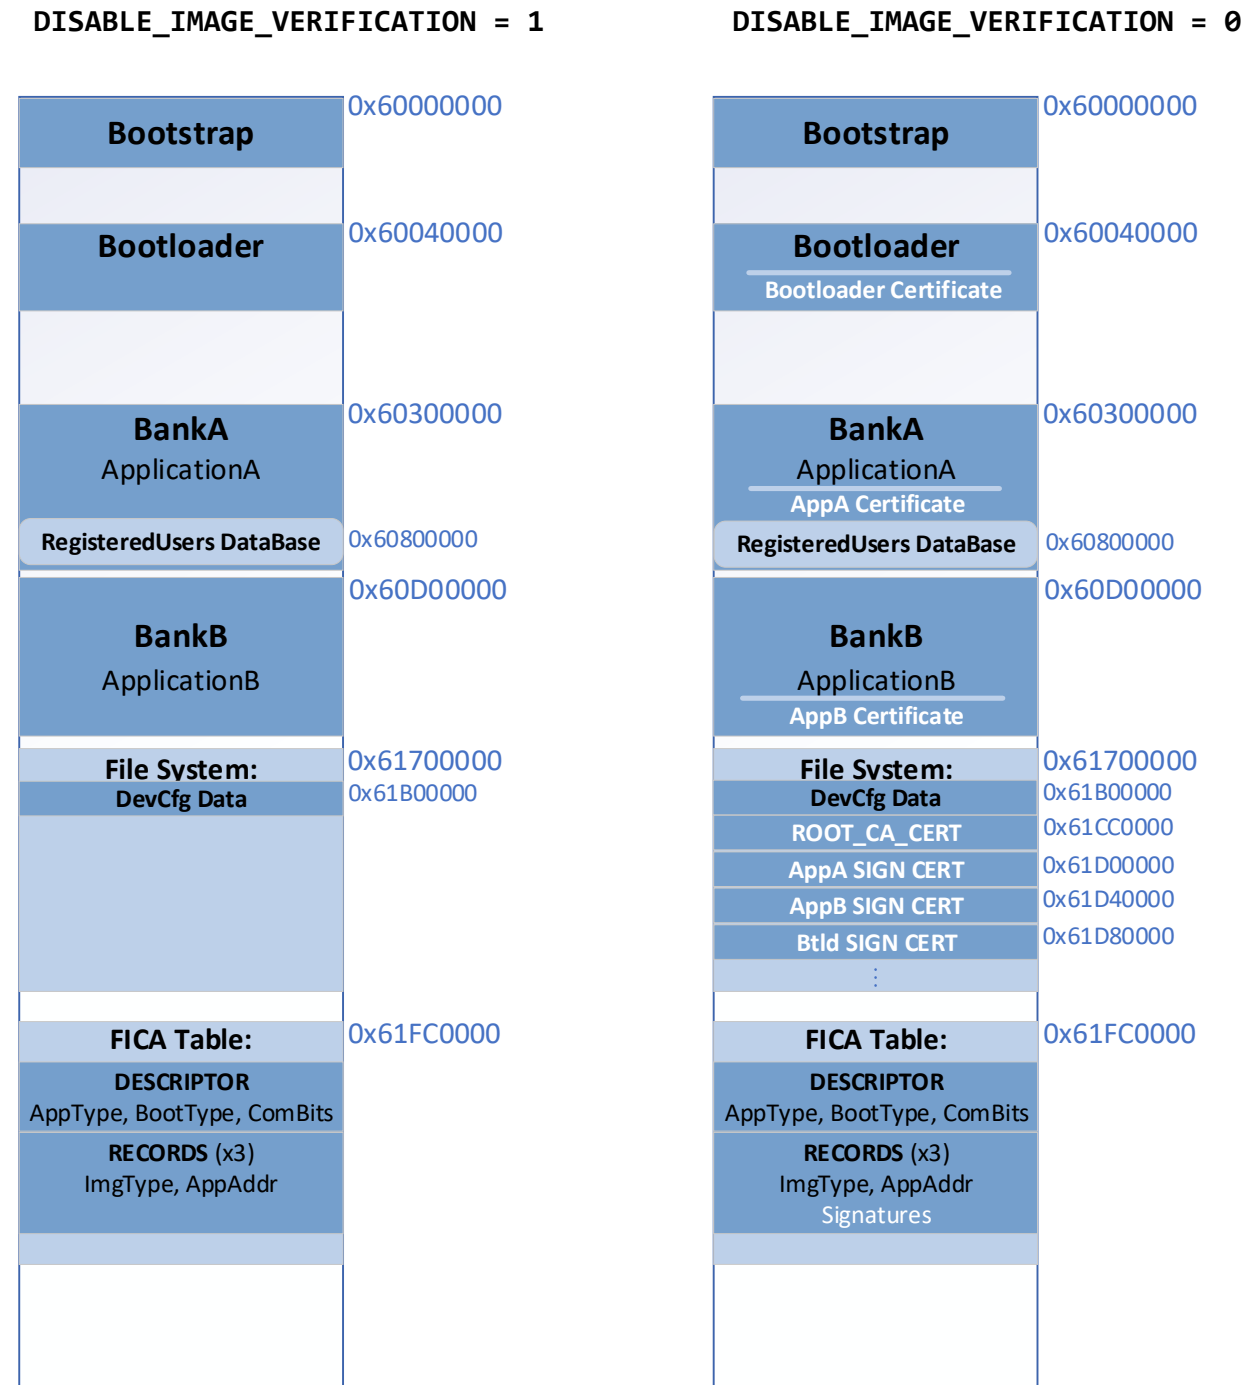 DISABLE_IMAGE_VERIFICATION = 1
Bootstrap
0x60000000
Bootloader
0x60040000
BankA
0x60300000
ApplicationA
RegisteredUsers DataBase
0x60800000
0x60D00000
BankB
ApplicationB
File System:
0x61700000
DevCfg Data
0x61B00000
FICA Table:
0x61FC0000
DESCRIPTOR
AppType, BootType, ComBits
RECORDS (x3)
ImgType, AppAddr
DISABLE_IMAGE_VERIFICATION = 0
Bootstrap
0x60000000
Bootloader
0x60040000
Bootloader Certificate
BankA
0x60300000
ApplicationA
AppA Certificate
RegisteredUsers DataBase
0x60800000
0x60D00000
BankB
ApplicationB
AppB Certificate
File System:
0x61700000
DevCfg Data
0x61B00000
ROOT_CA_CERT
0x61CC0000
AppA SIGN CERT
0x61D00000
AppB SIGN CERT
0x61D40000
Btld SIGN CERT
0x61D80000
⋮
FICA Table:
0x61FC0000
DESCRIPTOR
AppType, BootType, ComBits
RECORDS (x3)
ImgType, AppAddr
Signatures